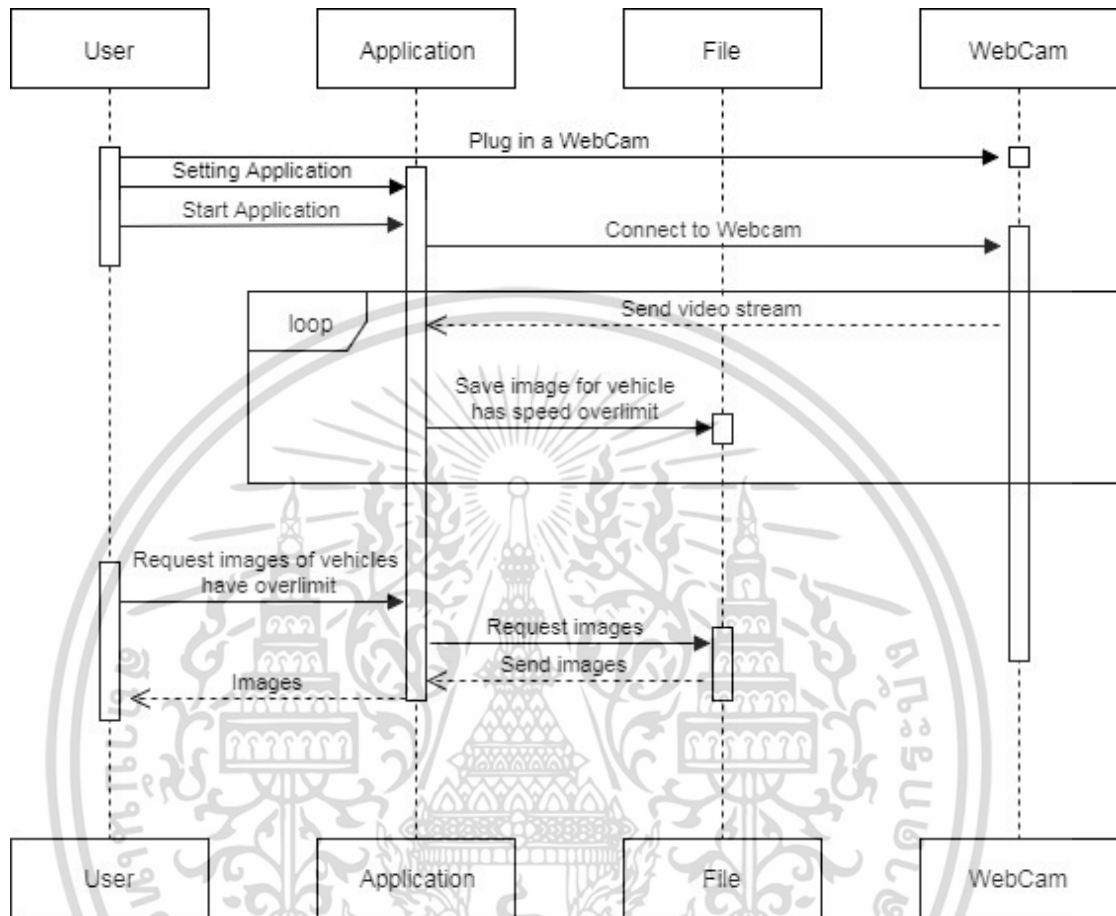 User
Application
File
WebCam
Plug in a WebCam
Setting Application
Start Application
Connect to Webcam
loop
Send video stream
Save image for vehicle
has speed overlimit
Request images of vehicles
have overlimit
Request images
Send images
Images
User
Application
File
WebCam